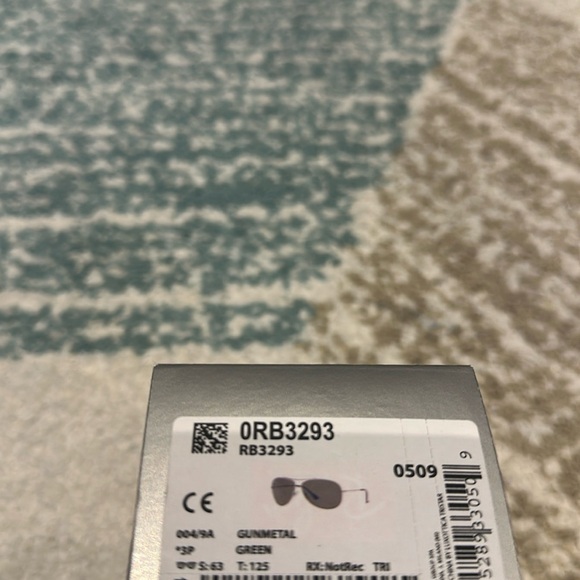 0RB3293
RB3293
0509
CE
004/9A GUNMETAL
*3P GREEN
S:63 T:125 RX:NotRec TRI